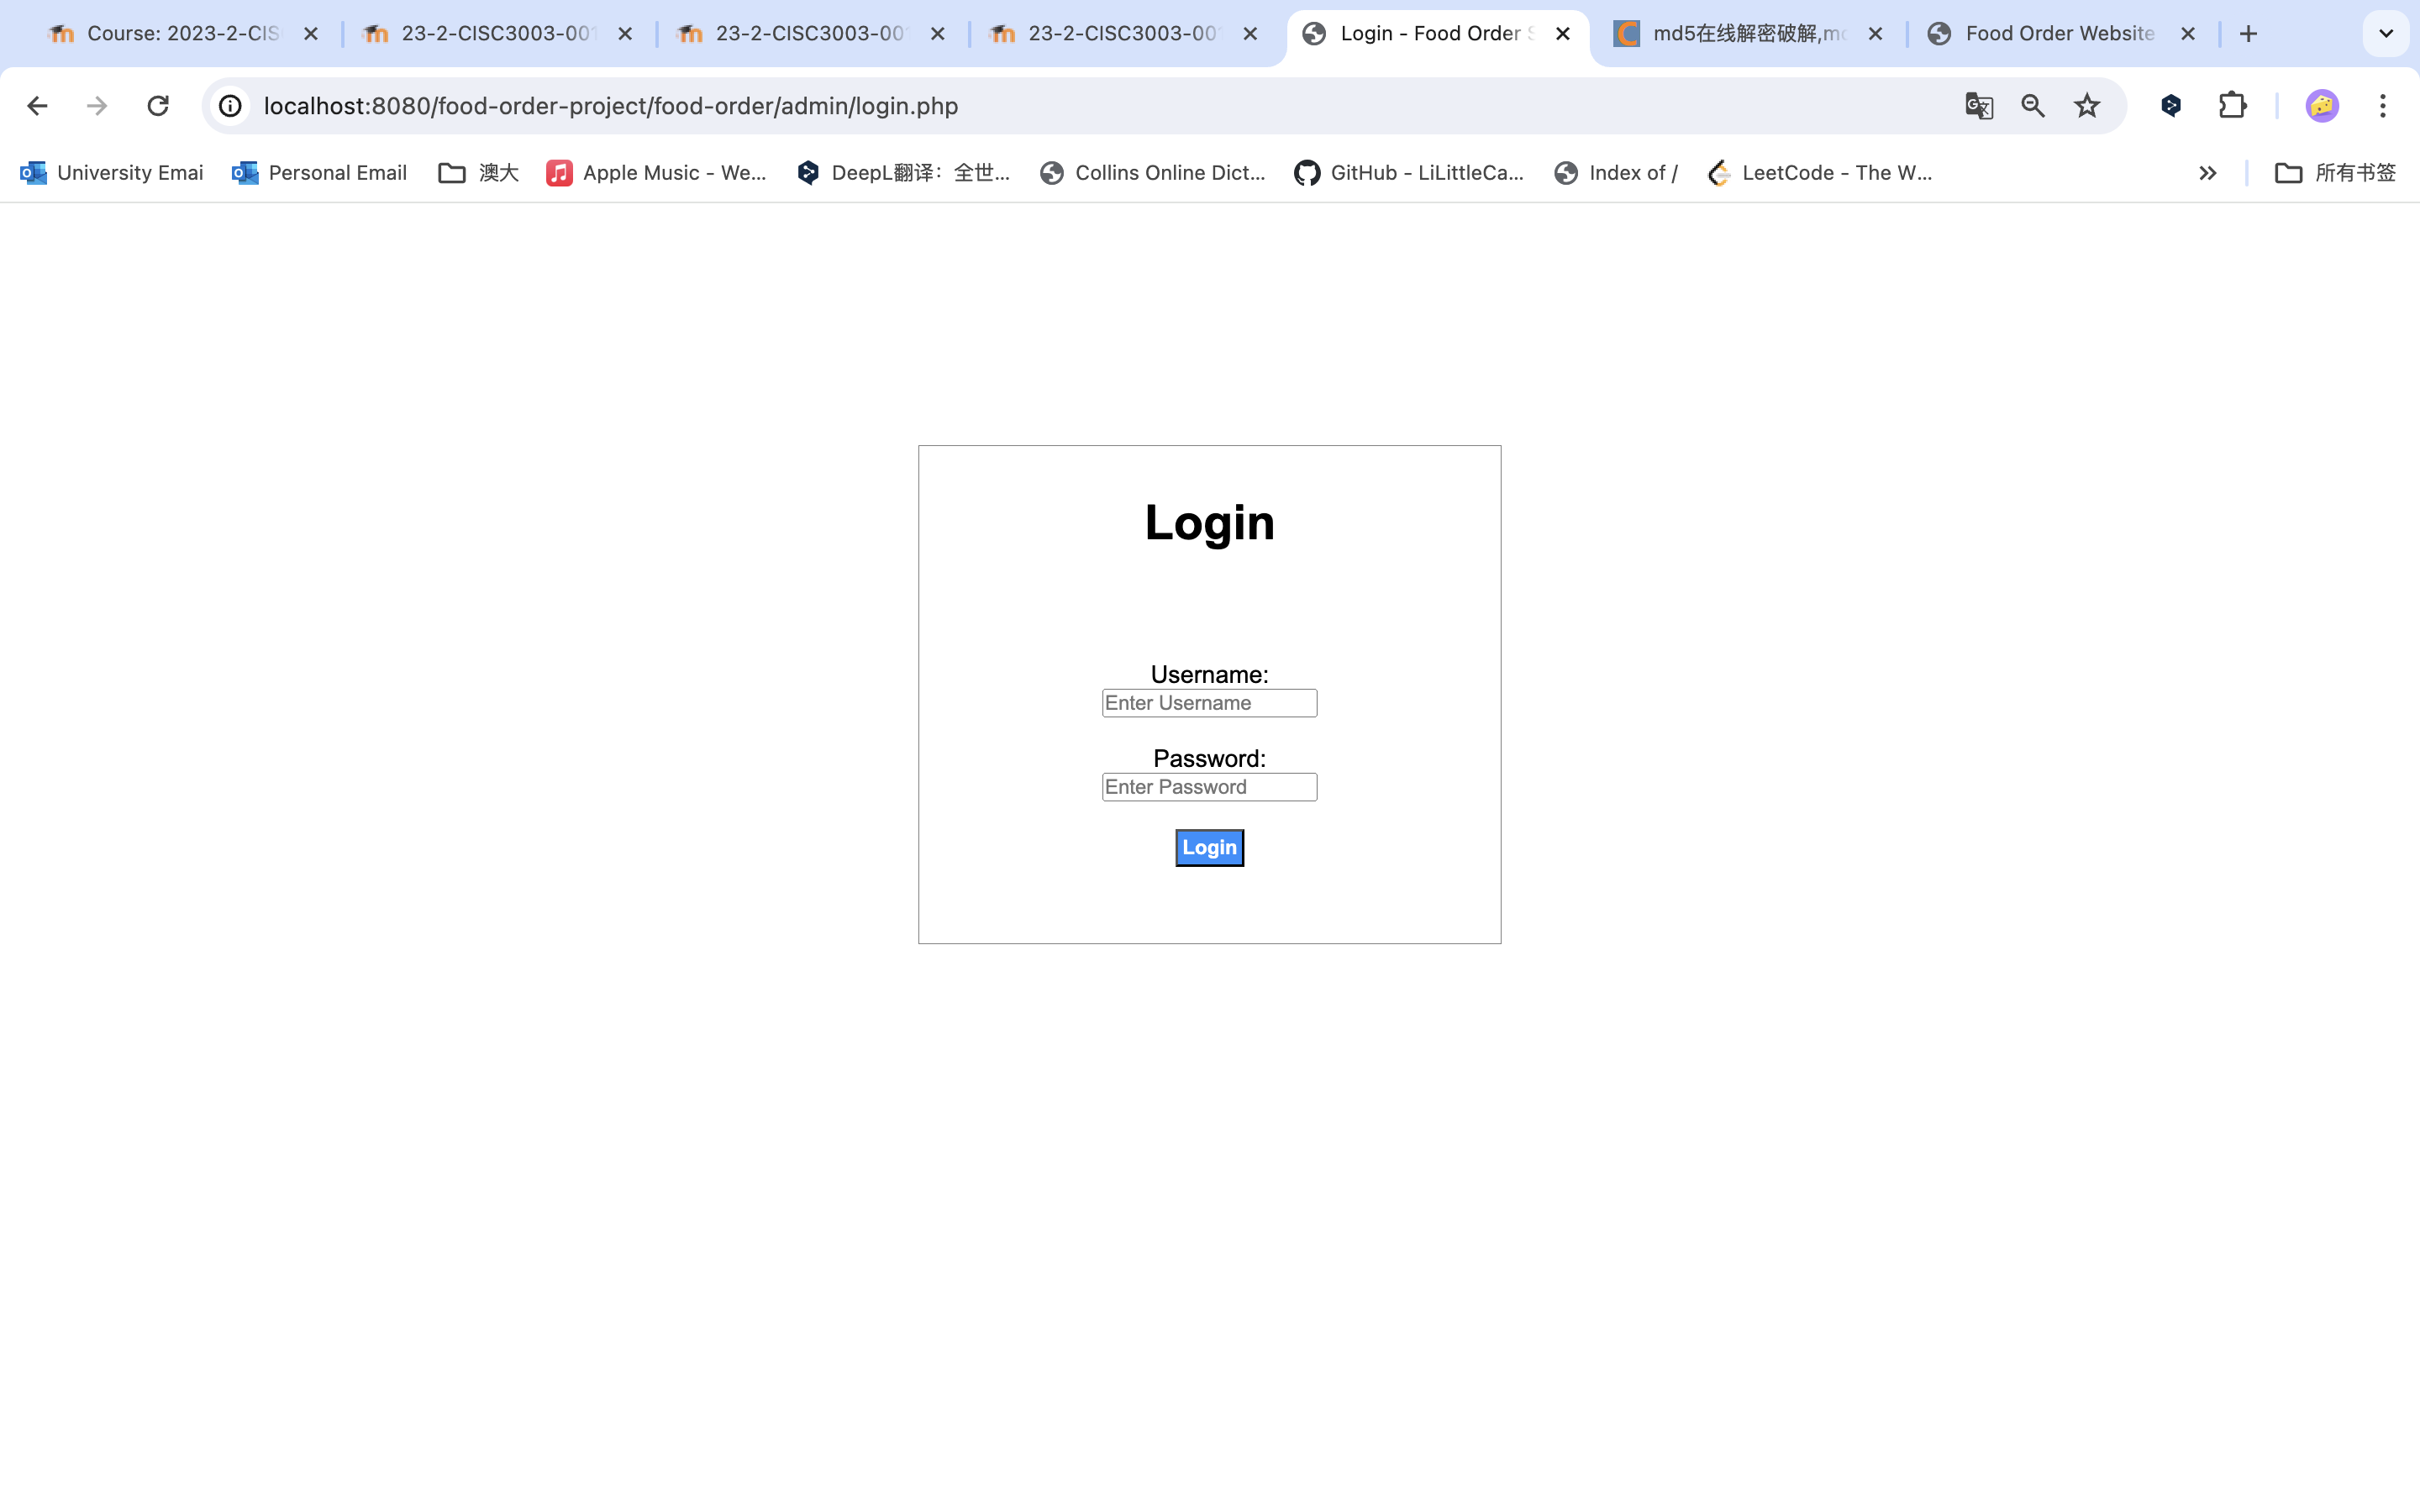 Course: 2023-2-CIS
23-2-CISC3003-00
23-2-CISC3003-00
23-2-CISC3003-00
Login - Food Order S
md5在线解密破解,md
Food Order Website
localhost:8080/food-order-project/food-order/admin/login.php
University Emai
Personal Email
澳大
Apple Music - We...
DeepL翻译：全世...
Collins Online Dict...
GitHub - LiLittleCa...
Index of /
LeetCode - The W...
所有书签
Login
Username:
Enter Username
Password:
Enter Password
Login